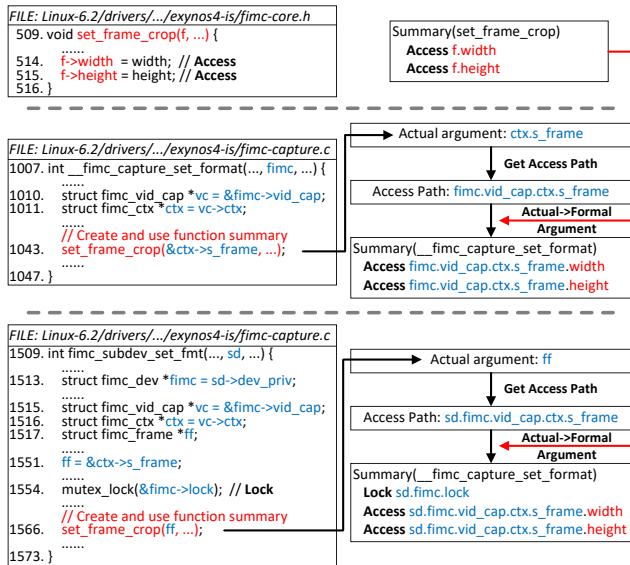 FILE: Linux-6.2/drivers/.../exynos4-is/fimc-core.h
509. void set_frame_crop(f, ...) {
......
514. f->width = width; // Access
515. f->height = height; // Access
516. }
Summary(set_frame_crop)
Access f.width
Access f.height
FILE: Linux-6.2/drivers/.../exynos4-is/fimc-capture.c
1007. int __fimc_capture_set_format(..., fimc, ...) {
......
1010. struct fimc_vid_cap *vc = &fimc->vid_cap;
1011. struct fimc_ctx *ctx = vc->ctx;
......
// Create and use function summary
1043. set_frame_crop(&ctx->s_frame, ...);
......
1047. }
Actual argument: ctx.s_frame
Get Access Path
Access Path: fimc.vid_cap.ctx.s_frame
Actual->Formal
Argument
Summary(__fimc_capture_set_format)
Access fimc.vid_cap.ctx.s_frame.width
Access fimc.vid_cap.ctx.s_frame.height
FILE: Linux-6.2/drivers/.../exynos4-is/fimc-capture.c
1509. int fimc_subdev_set_fmt(..., sd, ...) {
......
1513. struct fimc_dev *fimc = sd->dev_priv;
......
1515. struct fimc_vid_cap *vc = &fimc->vid_cap;
1516. struct fimc_ctx *ctx = vc->ctx;
1517. struct fimc_frame *ff;
......
1551. ff = &ctx->s_frame;
......
1554. mutex_lock(&fimc->lock); // Lock
......
// Create and use function summary
1566. set_frame_crop(ff, ...);
......
1573. }
Actual argument: ff
Get Access Path
Access Path: sd.fimc.vid_cap.ctx.s_frame
Actual->Formal
Argument
Summary(__fimc_capture_set_format)
Lock sd.fimc.lock
Access sd.fimc.vid_cap.ctx.s_frame.width
Access sd.fimc.vid_cap.ctx.s_frame.height